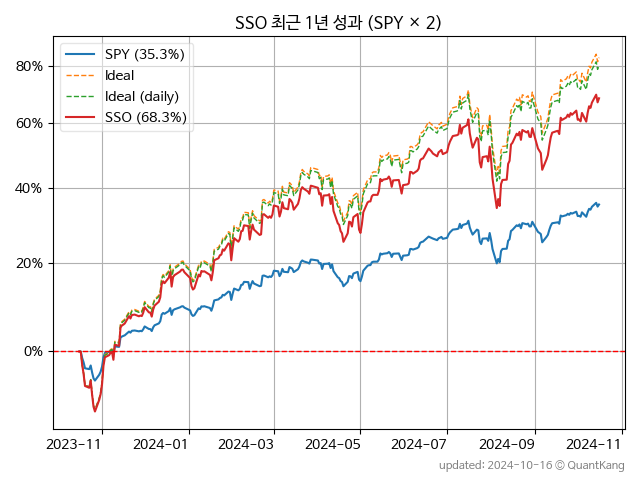 SSO 최근 1년 성과 (SPY × 2)
SPY (35.3%)
Ideal
Ideal (daily)
SSO (68.3%)
80%
60%
40%
20%
0%
2023-11 2024-01 2024-03 2024-05 2024-07 2024-09 2024-11
updated: 2024-10-16 © QuantKang